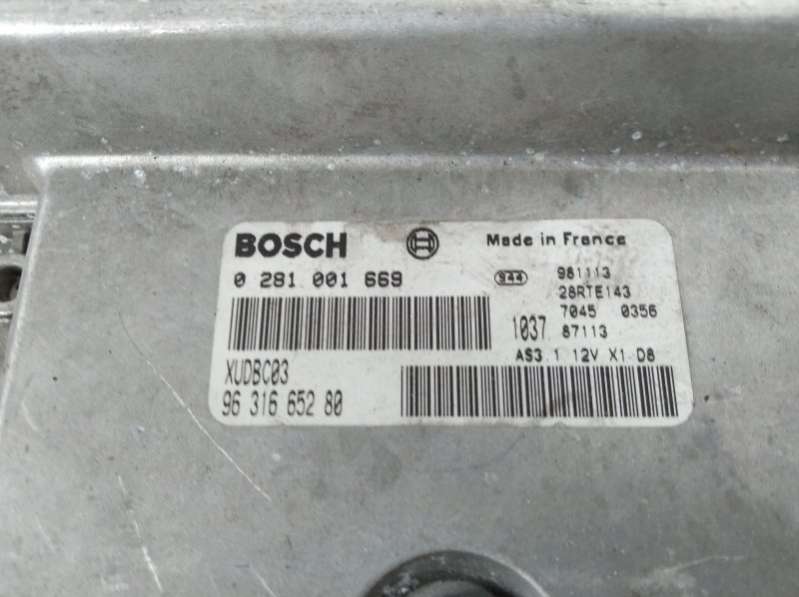 BOSCH Made in France
0 281 001 669 944 981113
28RTE143
7045 0356
1037 87113
AS3.1 12V X1 D8
XUDBC03
96 316 652 80